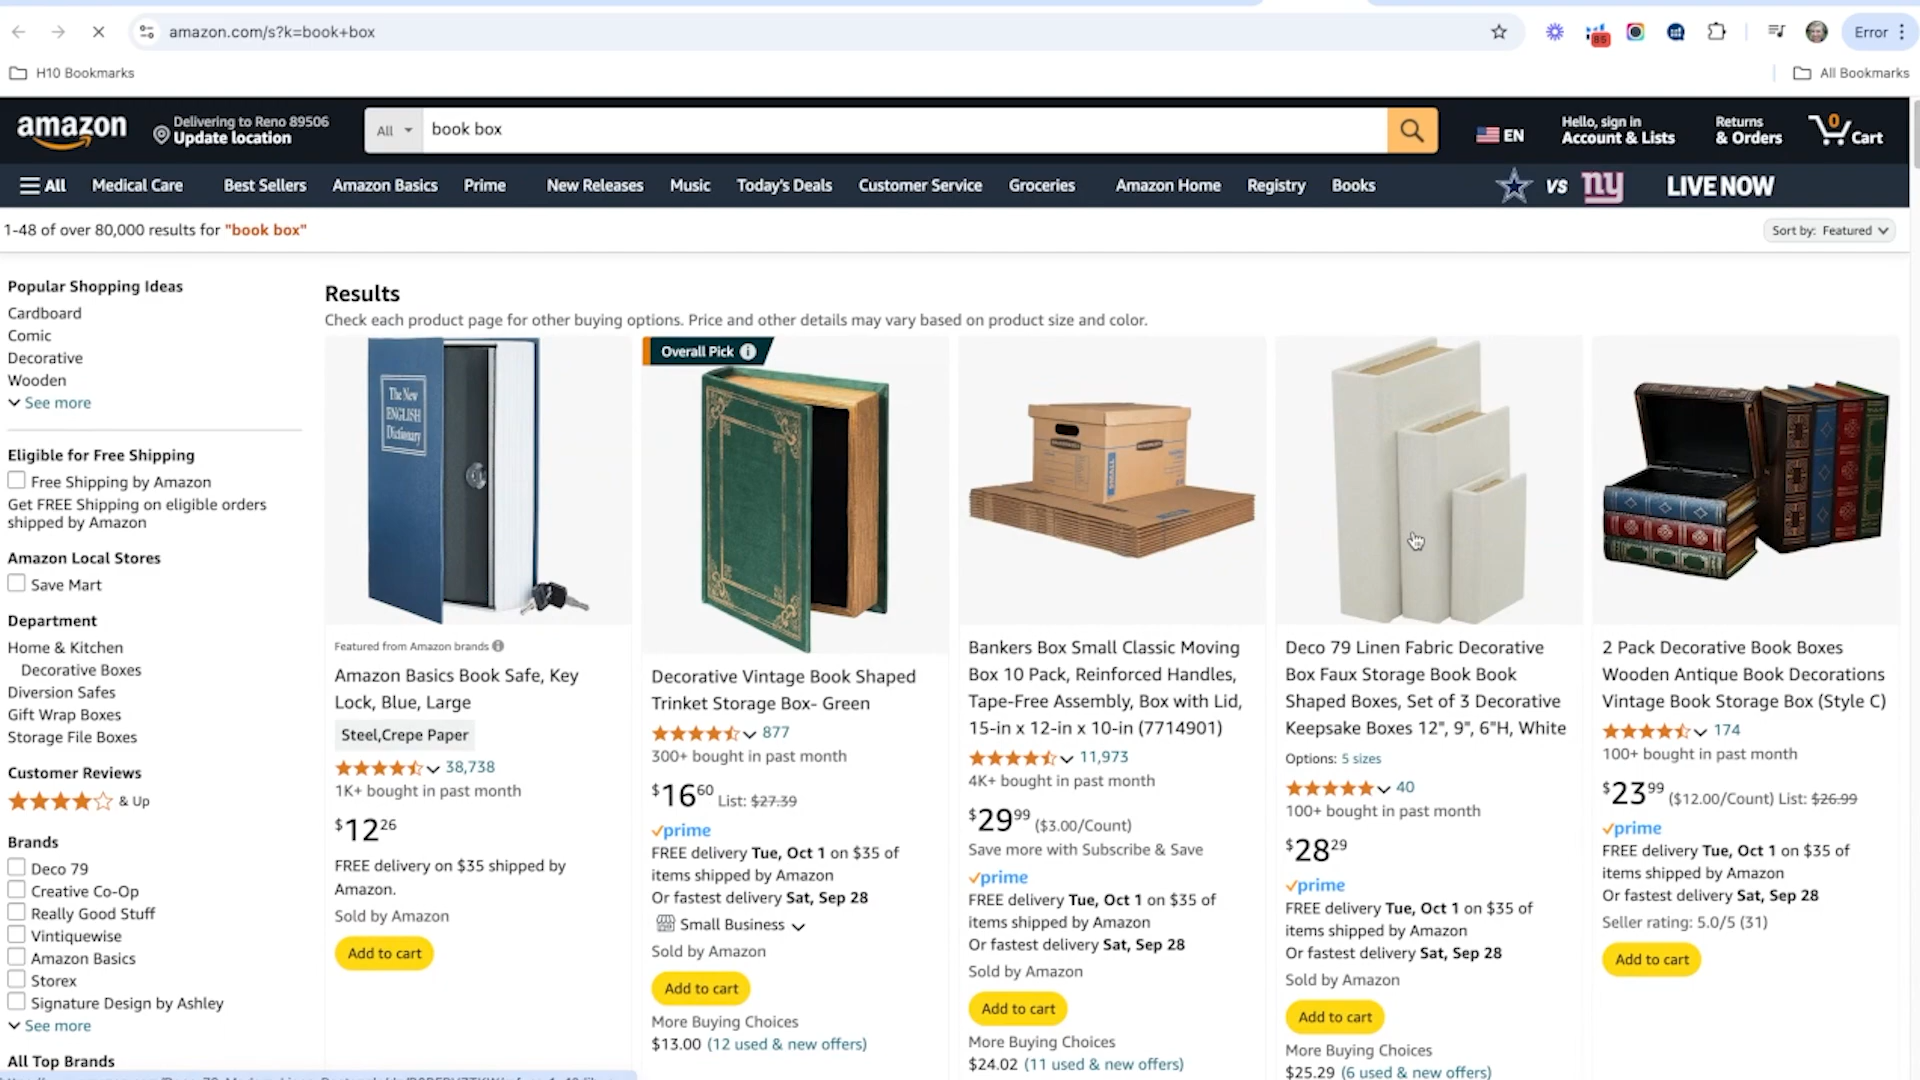 amazon.com/s?k=book+box
85
Error
H10 Bookmarks
All Bookmarks
amazon
Delivering to Reno 89506
Update location
All
book box
EN
Hello, sign in
Account & Lists
Returns
& Orders
0
Cart
All
Medical Care
Best Sellers
Amazon Basics
Prime
New Releases
Music
Today's Deals
Customer Service
Groceries
Amazon Home
Registry
Books
VS
ny
LIVE NOW
1-48 of over 80,000 results for "book box"
Sort by: Featured
Popular Shopping Ideas
Cardboard
Comic
Decorative
Wooden
See more
Eligible for Free Shipping
Free Shipping by Amazon
Get FREE Shipping on eligible orders
shipped by Amazon
Amazon Local Stores
Save Mart
Department
Home & Kitchen
Decorative Boxes
Diversion Safes
Gift Wrap Boxes
Storage File Boxes
Customer Reviews
& Up
Brands
Deco 79
Creative Co-Op
Really Good Stuff
Vintiquewise
Amazon Basics
Storex
Signature Design by Ashley
See more
All Top Brands
Results
Check each product page for other buying options. Price and other details may vary based on product size and color.
The New
ENGLISH
Dictionary
Featured from Amazon brands
Amazon Basics Book Safe, Key
Lock, Blue, Large
Steel,Crepe Paper
38,738
1K+ bought in past month
$12 26
FREE delivery on $35 shipped by
Amazon.
Sold by Amazon
Add to cart
Overall Pick
Decorative Vintage Book Shaped
Trinket Storage Box- Green
877
300+ bought in past month
$16 60 List: $27.39
prime
FREE delivery Tue, Oct 1 on $35 of
items shipped by Amazon
Or fastest delivery Sat, Sep 28
Small Business
Sold by Amazon
Add to cart
More Buying Choices
$13.00 (12 used & new offers)
Bankers Box Small Classic Moving
Box 10 Pack, Reinforced Handles,
Tape-Free Assembly, Box with Lid,
15-in x 12-in x 10-in (7714901)
11,973
4K+ bought in past month
$29 99 ($3.00/Count)
Save more with Subscribe & Save
prime
FREE delivery Tue, Oct 1 on $35 of
items shipped by Amazon
Or fastest delivery Sat, Sep 28
Sold by Amazon
Add to cart
More Buying Choices
$24.02 (11 used & new offers)
Deco 79 Linen Fabric Decorative
Box Faux Storage Book Book
Shaped Boxes, Set of 3 Decorative
Keepsake Boxes 12", 9", 6"H, White
Options: 5 sizes
40
100+ bought in past month
$28 29
prime
FREE delivery Tue, Oct 1 on $35 of
items shipped by Amazon
Or fastest delivery Sat, Sep 28
Sold by Amazon
Add to cart
More Buying Choices
$25.29 (6 used & new offers)
2 Pack Decorative Book Boxes
Wooden Antique Book Decorations
Vintage Book Storage Box (Style C)
174
100+ bought in past month
$23 99 ($12.00/Count) List: $26.99
prime
FREE delivery Tue, Oct 1 on $35 of
items shipped by Amazon
Or fastest delivery Sat, Sep 28
Seller rating: 5.0/5 (31)
Add to cart